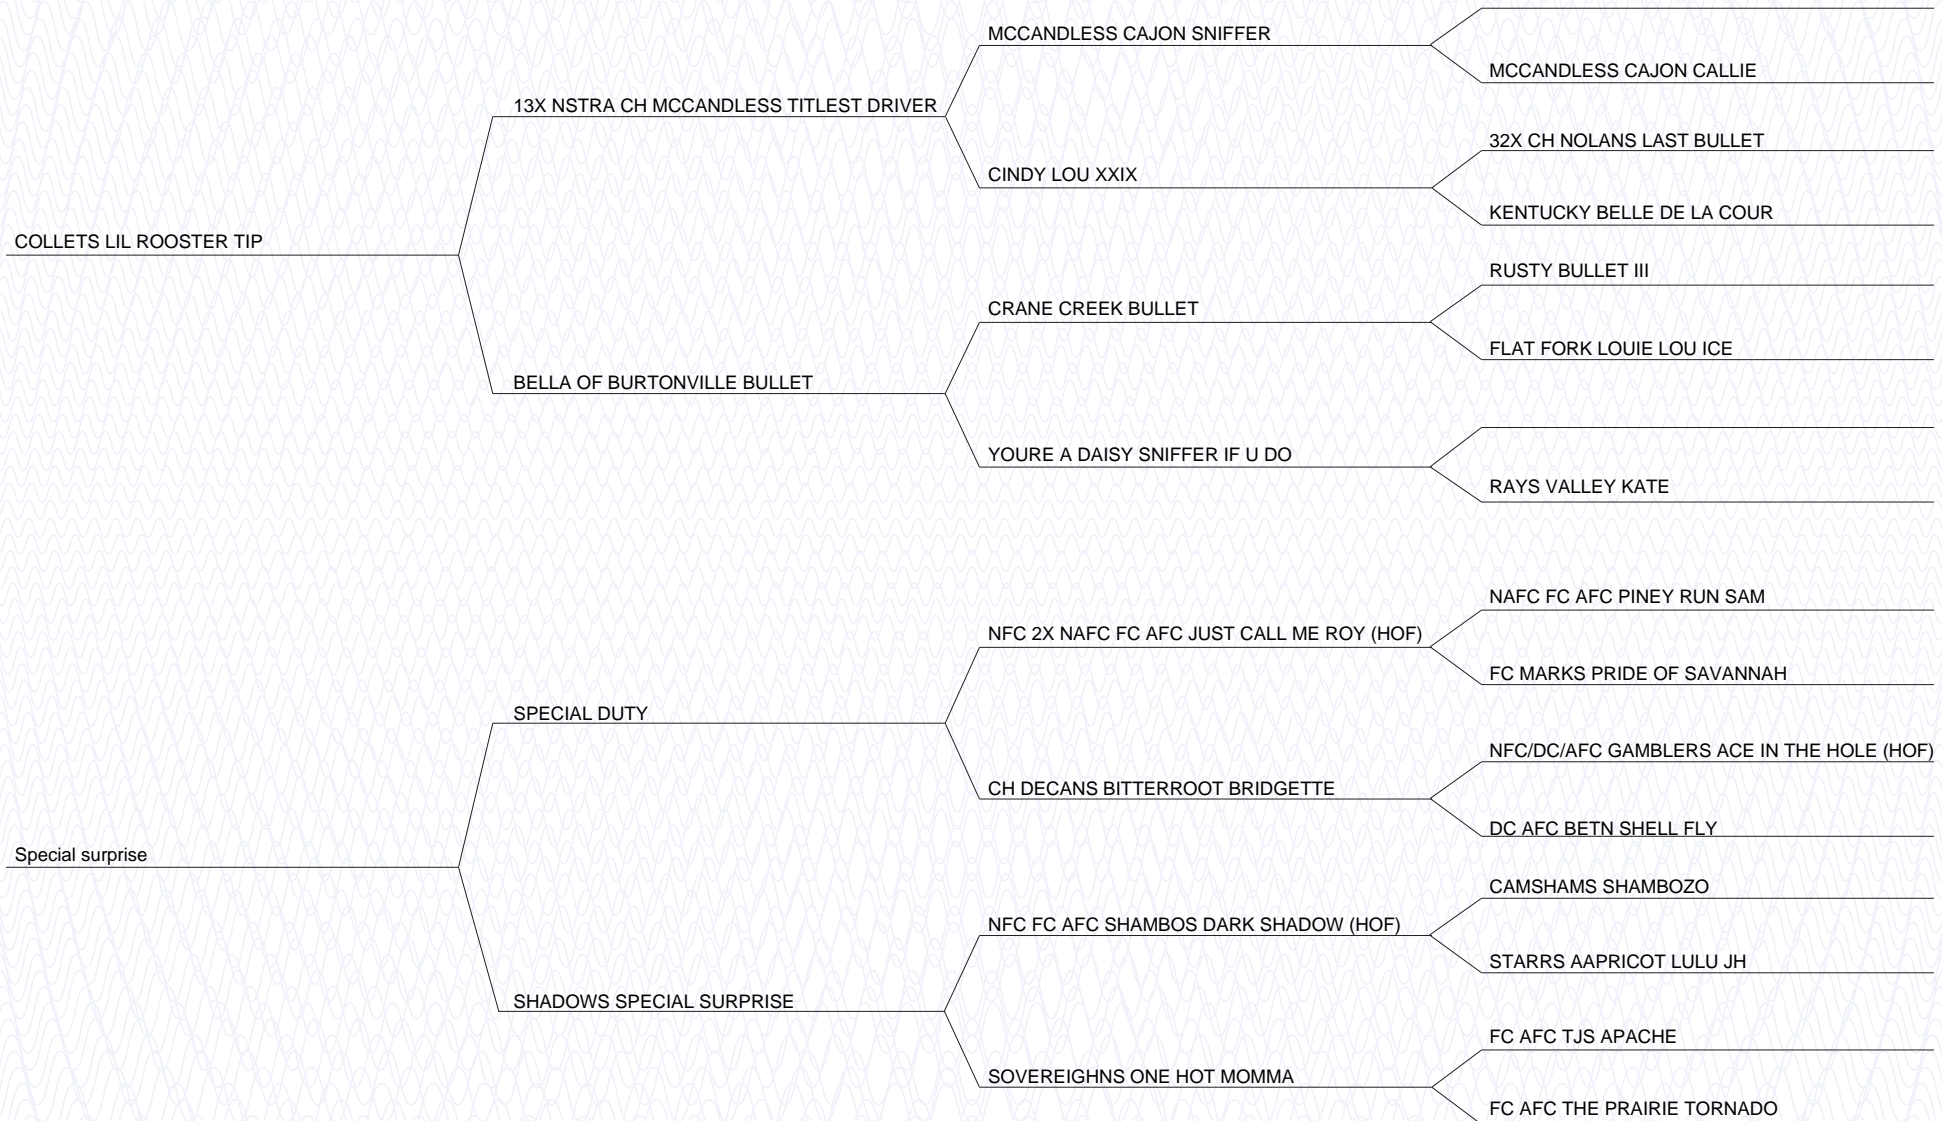 MCCANDLESS CAJON SNIFFER
MCCANDLESS CAJON CALLIE
13X NSTRA CH MCCANDLESS TITLEST DRIVER
32X CH NOLANS LAST BULLET
CINDY LOU XXIX
KENTUCKY BELLE DE LA COUR
COLLETS LIL ROOSTER TIP
RUSTY BULLET III
CRANE CREEK BULLET
FLAT FORK LOUIE LOU ICE
BELLA OF BURTONVILLE BULLET
YOURE A DAISY SNIFFER IF U DO
RAYS VALLEY KATE
NAFC FC AFC PINEY RUN SAM
NFC 2X NAFC FC AFC JUST CALL ME ROY (HOF)
FC MARKS PRIDE OF SAVANNAH
SPECIAL DUTY
NFC/DC/AFC GAMBLERS ACE IN THE HOLE (HOF)
CH DECANS BITTERROOT BRIDGETTE
DC AFC BETN SHELL FLY
Special surprise
CAMSHAMS SHAMBOZO
NFC FC AFC SHAMBOS DARK SHADOW (HOF)
STARRS AAPRICOT LULU JH
SHADOWS SPECIAL SURPRISE
FC AFC TJS APACHE
SOVEREIGHNS ONE HOT MOMMA
FC AFC THE PRAIRIE TORNADO